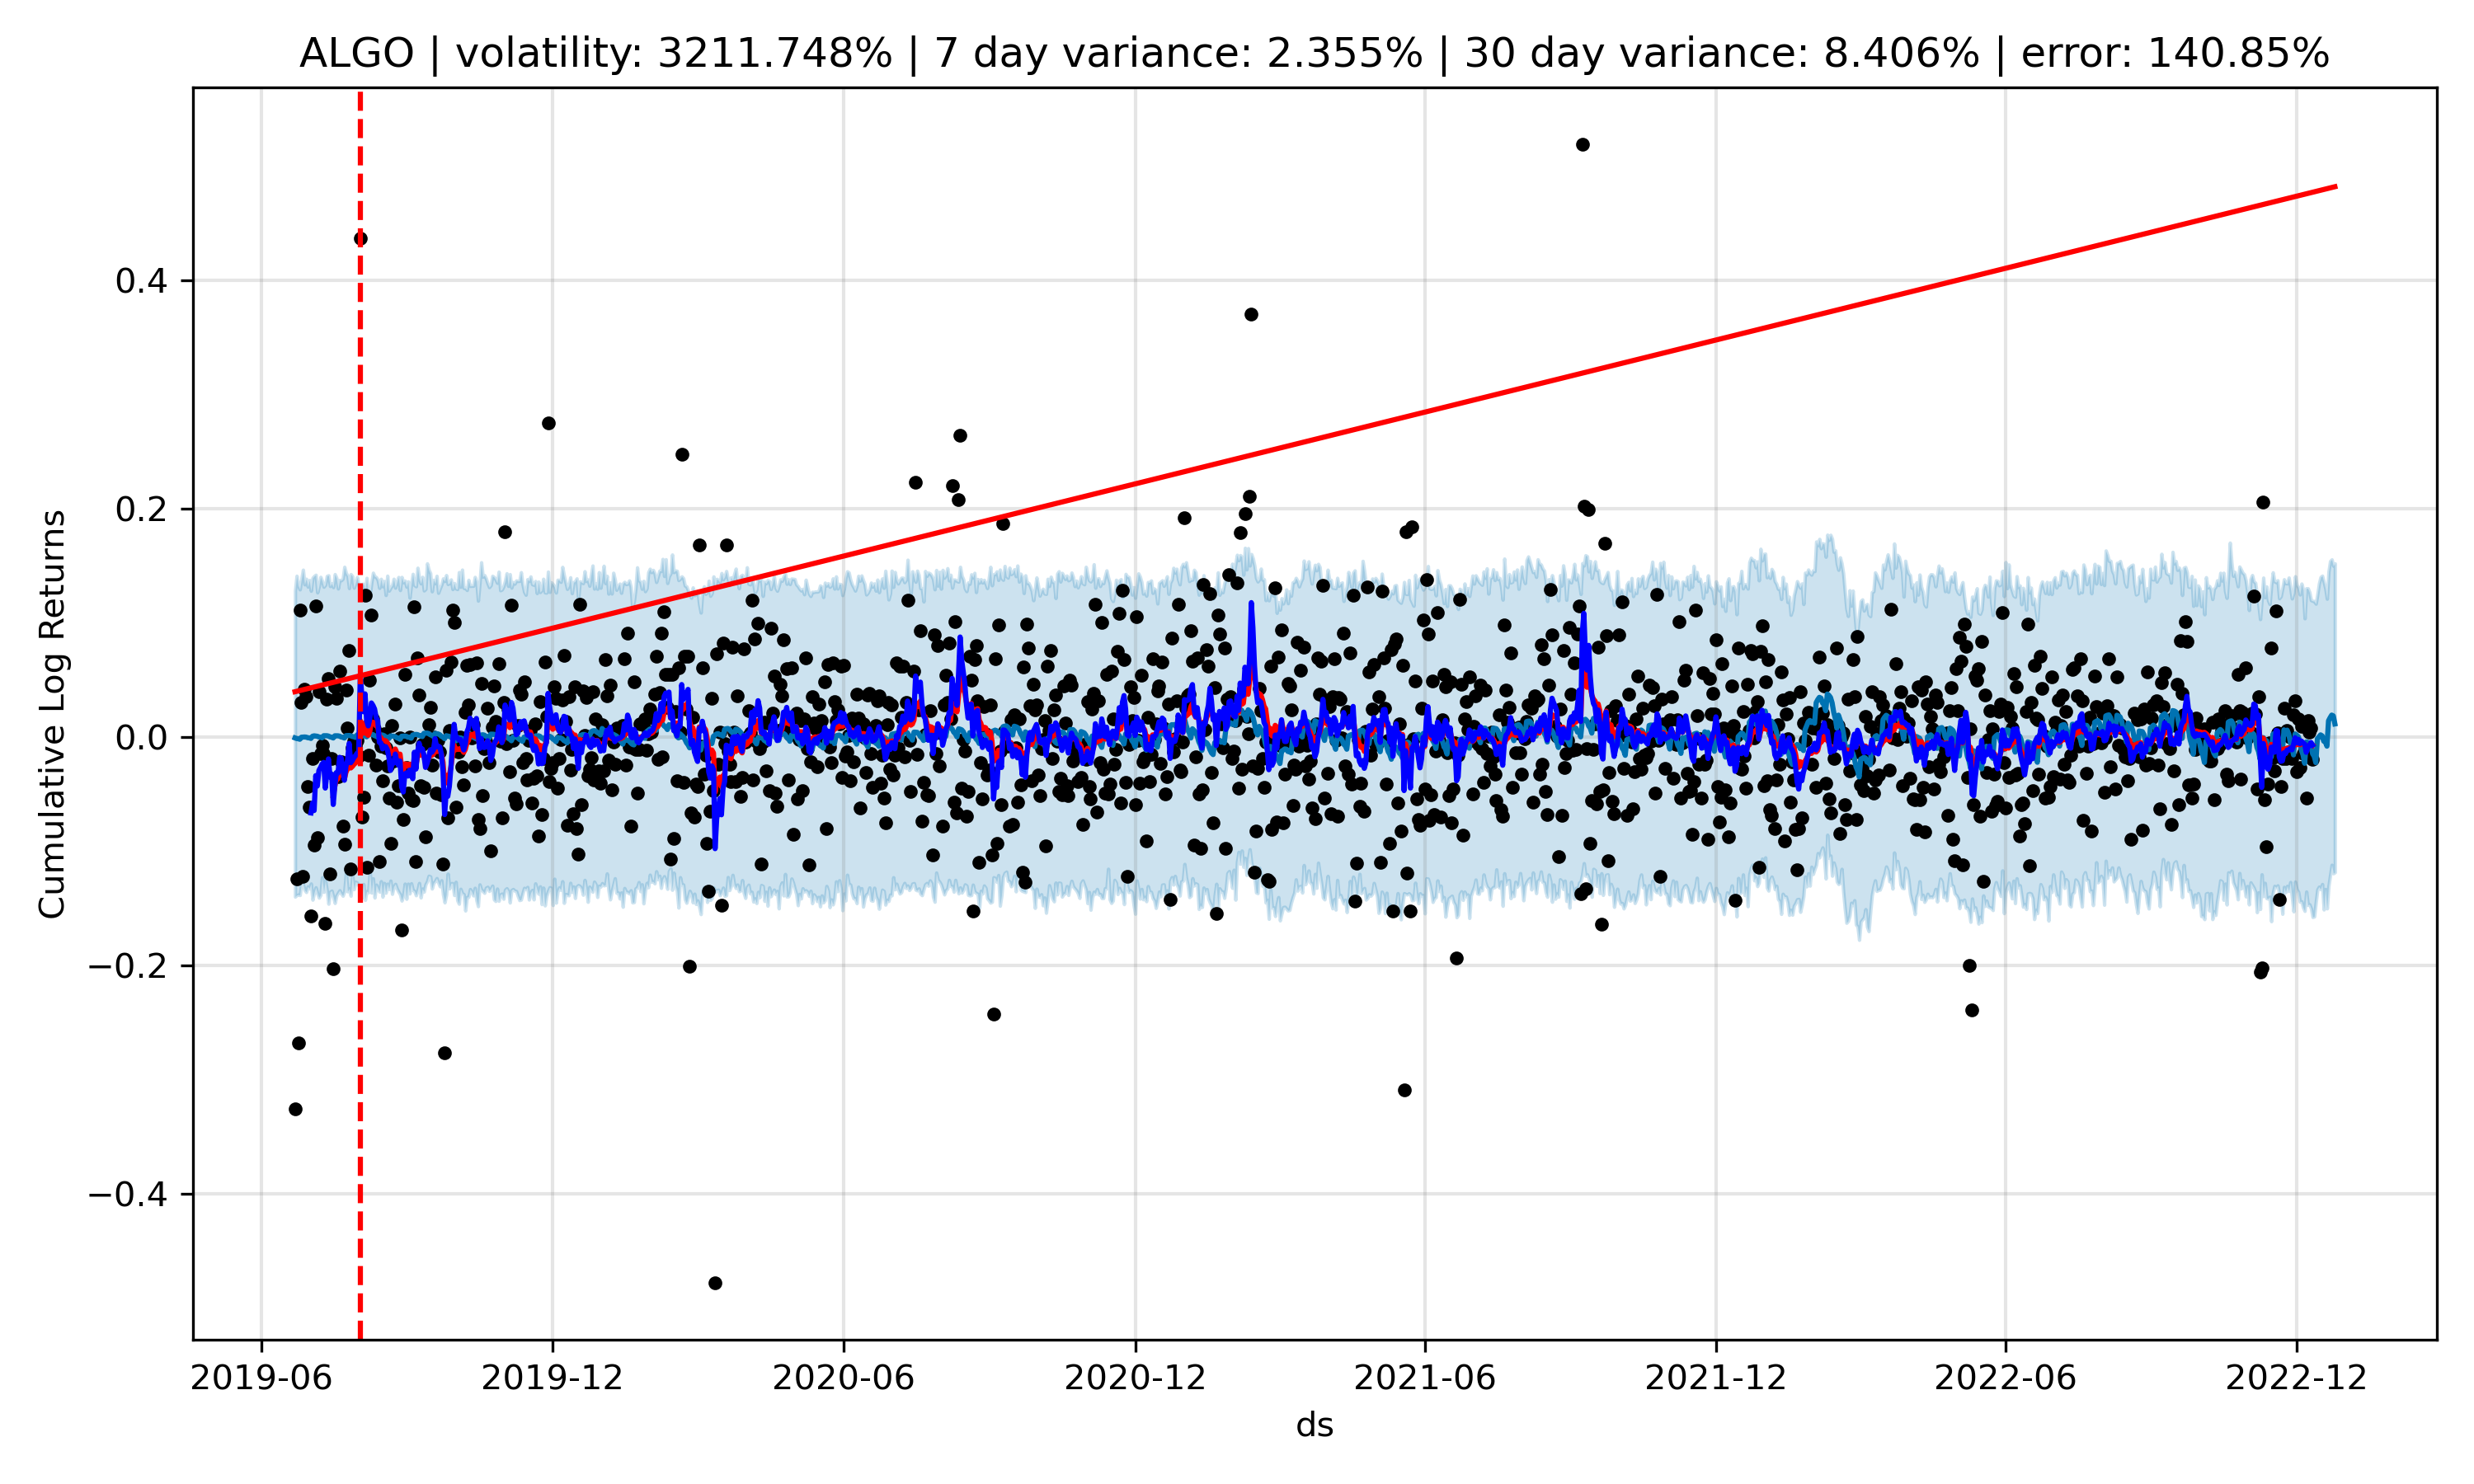 ALGO | volatility: 3211.748% | 7 day variance: 2.355% | 30 day variance: 8.406% | error: 140.85%
Cumulative Log Returns
0.4
0.2
0.0
−0.2
−0.4
2019-06 2019-12 2020-06 2020-12 2021-06 2021-12 2022-06 2022-12
ds